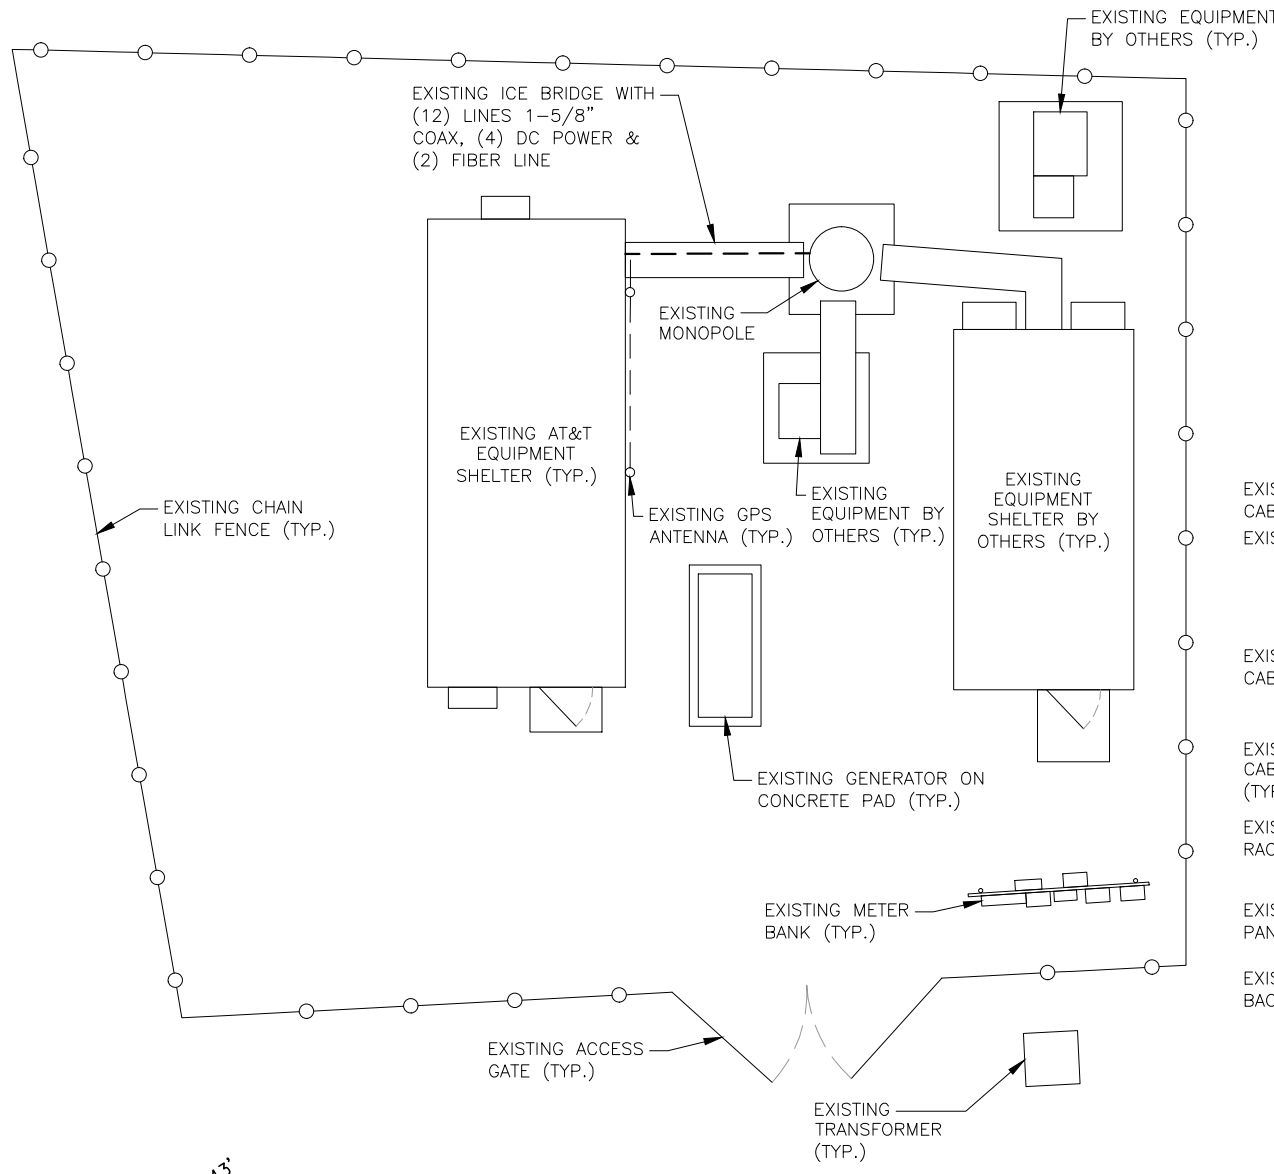 EXISTING EQUIPMENT
BY OTHERS (TYP.)
EXISTING ICE BRIDGE WITH
(12) LINES 1-5/8"
COAX, (4) DC POWER &
(2) FIBER LINE
EXISTING
MONOPOLE
EXISTING AT&T
EQUIPMENT
SHELTER (TYP.)
EXISTING CHAIN
LINK FENCE (TYP.)
EXISTING GPS
ANTENNA (TYP.)
EXISTING
EQUIPMENT BY
OTHERS (TYP.)
EXISTING
EQUIPMENT
SHELTER BY
OTHERS (TYP.)
EXISTING GENERATOR ON
CONCRETE PAD (TYP.)
EXISTING METER
BANK (TYP.)
EXISTING ACCESS
GATE (TYP.)
EXISTING
TRANSFORMER
(TYP.)